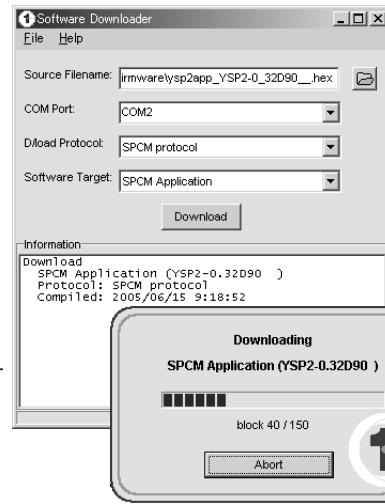 1 Software Downloader
File Help
Source Filename: irmware\ysp2app_YSP2-0_32D90__.hex
COM Port: COM2
D/load Protocol: SPCM protocol
Software Target: SPCM Application
Download
Information
Download
SPCM Application (YSP2-0.32D90 )
Protocol: SPCM protocol
Compiled: 2005/06/15 9:18:52
Downloading
SPCM Application (YSP2-0.32D90 )
block 40 / 150
Abort
1